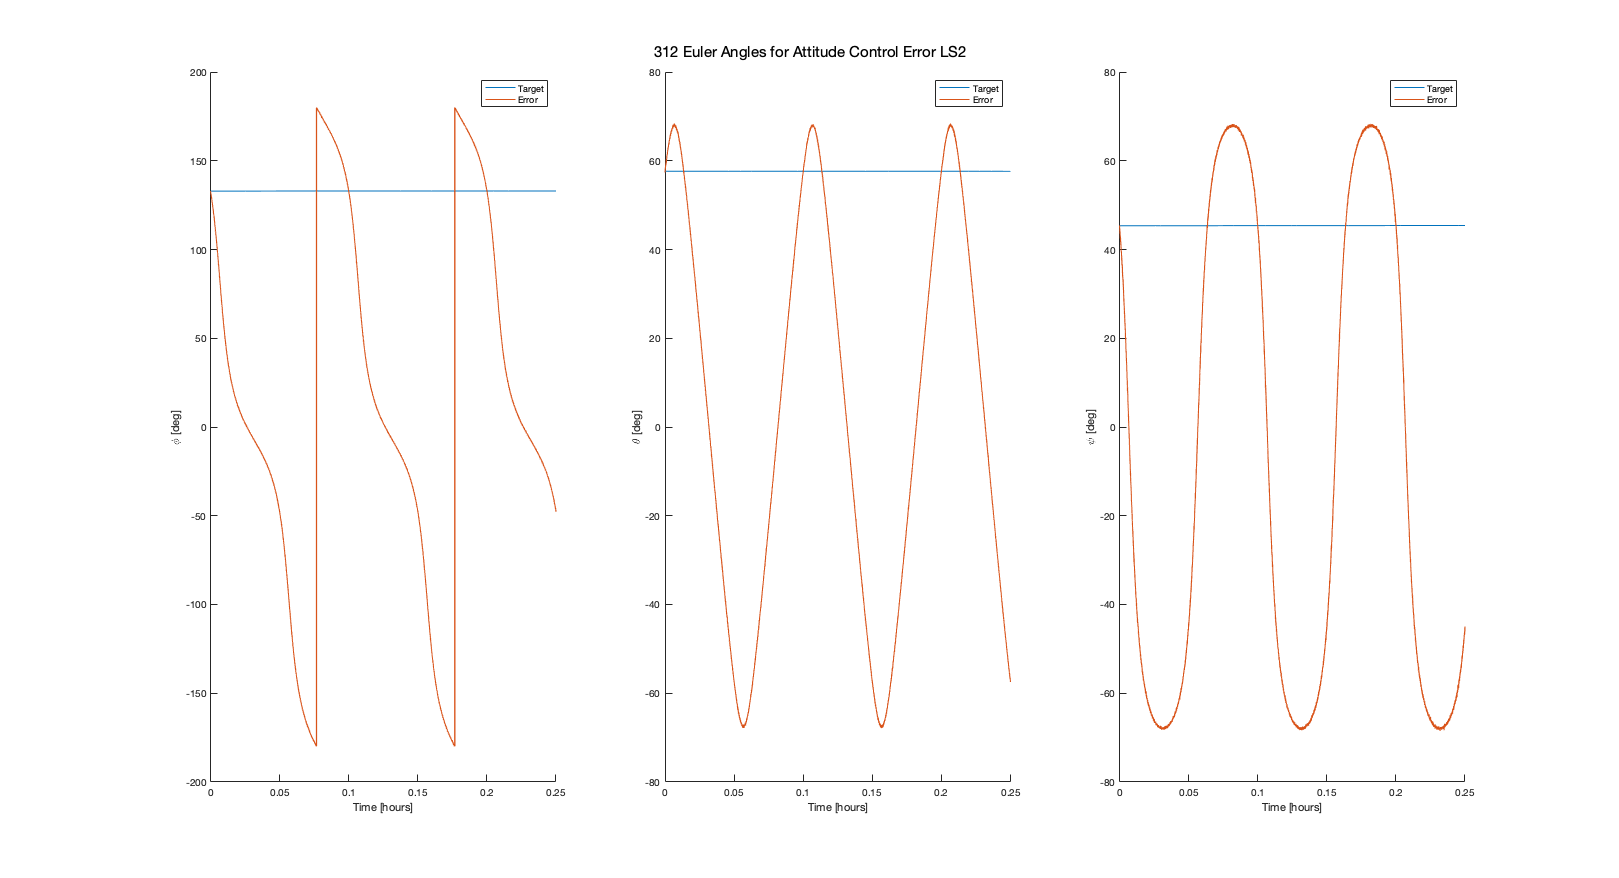 312 Euler Angles for Attitude Control Error LS2
200
150
100
50
0
-50
-100
-150
-200
0 0.05 0.1 0.15 0.2 0.25
Time [hours]
ϕ [deg]
Target
Error
80
60
40
20
0
-20
-40
-60
-80
0 0.05 0.1 0.15 0.2 0.25
Time [hours]
θ [deg]
Target
Error
80
60
40
20
0
-20
-40
-60
-80
0 0.05 0.1 0.15 0.2 0.25
Time [hours]
ψ [deg]
Target
Error